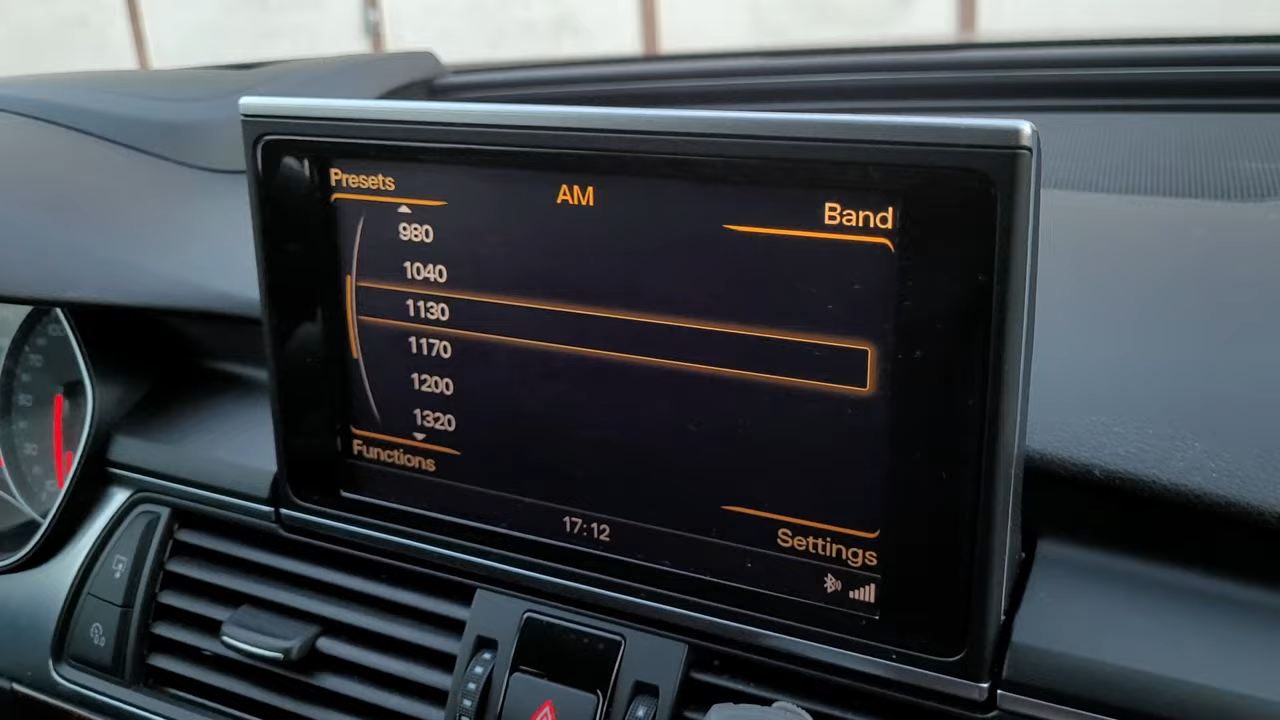 Presets
AM
Band
980
1040
1130
1170
1200
1320
Functions
17:12
Settings